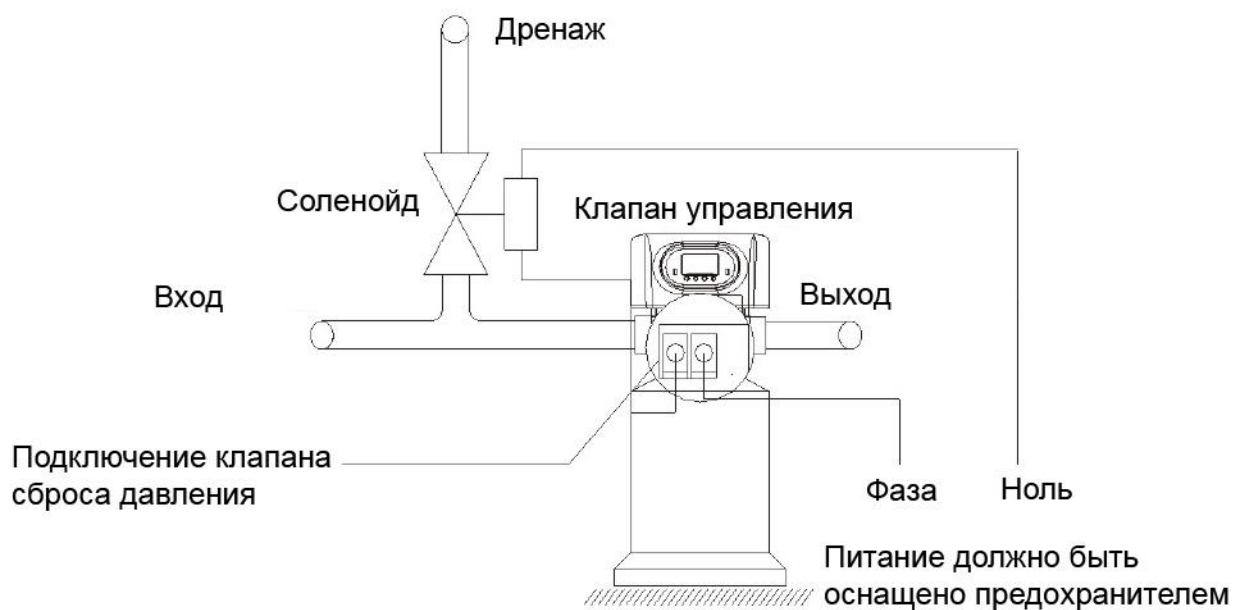 Дренаж
Соленойд
Клапан управления
Вход
Выход
Подключение клапана
сброса давления
Фаза
Ноль
Питание должно быть
оснащено предохранителем